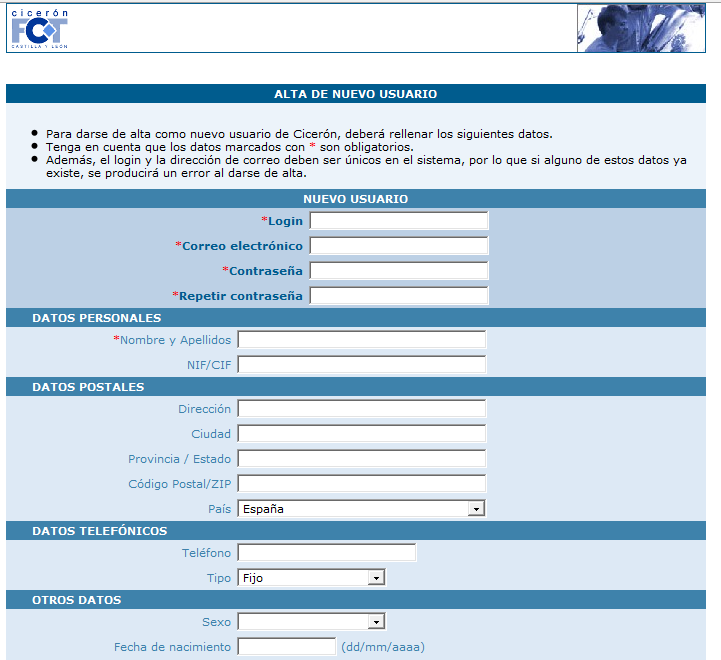 cicerón
FCT
CASTILLA Y LEÓN
ALTA DE NUEVO USUARIO
Para darse de alta como nuevo usuario de Cicerón, deberá rellenar los siguientes datos.
Tenga en cuenta que los datos marcados con * son obligatorios.
Además, el login y la dirección de correo deben ser únicos en el sistema, por lo que si alguno de estos datos ya
existe, se producirá un error al darse de alta.
NUEVO USUARIO
*Login
*Correo electrónico
*Contraseña
*Repetir contraseña
DATOS PERSONALES
*Nombre y Apellidos
NIF/CIF
DATOS POSTALES
Dirección
Ciudad
Provincia / Estado
Código Postal/ZIP
País España
DATOS TELEFÓNICOS
Teléfono
Tipo Fijo
OTROS DATOS
Sexo
Fecha de nacimiento (dd/mm/aaaa)